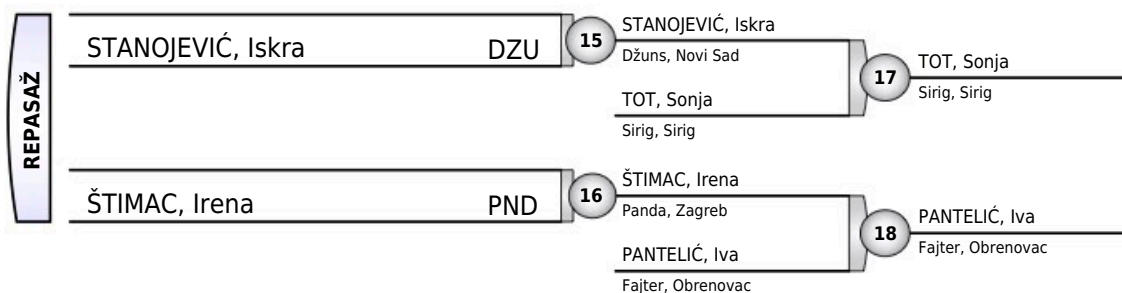 REPASAŽ
STANOJEVIĆ, Iskra DZU
15
STANOJEVIĆ, Iskra
Džuns, Novi Sad
TOT, Sonja
Sirig, Sirig
17
TOT, Sonja
Sirig, Sirig
ŠTIMAC, Irena PND
16
ŠTIMAC, Irena
Panda, Zagreb
PANTELIĆ, Iva
Fajter, Obrenovac
18
PANTELIĆ, Iva
Fajter, Obrenovac